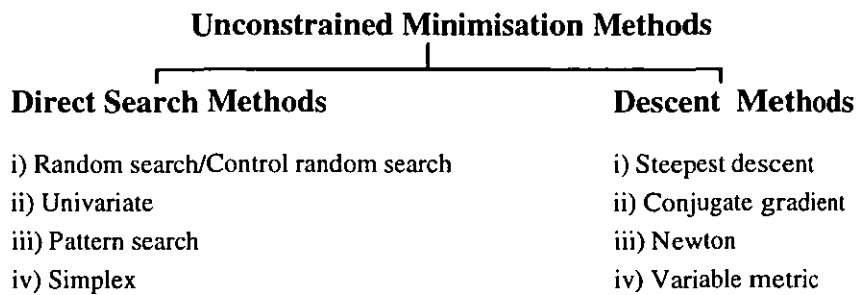 Unconstrained Minimisation Methods
Direct Search Methods
i) Random search/Control random search
ii) Univariate
iii) Pattern search
iv) Simplex
Descent Methods
i) Steepest descent
ii) Conjugate gradient
iii) Newton
iv) Variable metric